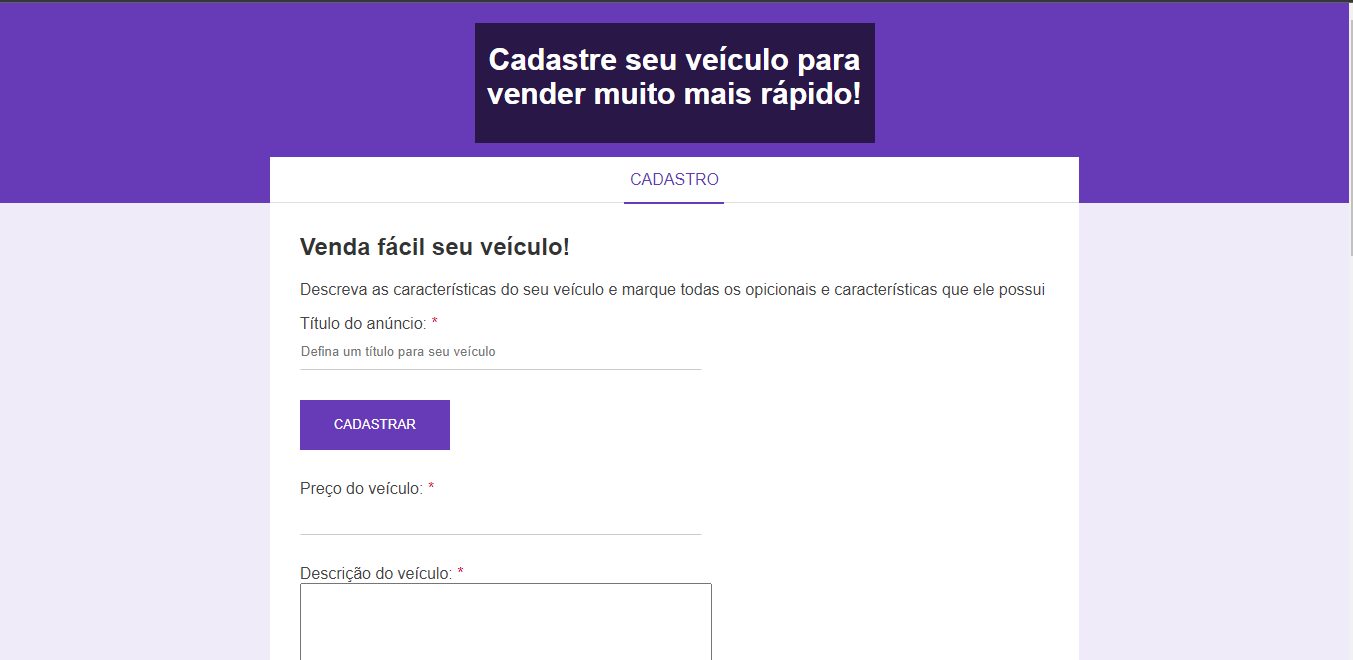 Cadastre seu veículo para
vender muito mais rápido!
CADASTRO
Venda fácil seu veículo!
Descreva as características do seu veículo e marque todas os opicionais e características que ele possui
Título do anúncio: *
Defina um título para seu veículo
CADASTRAR
Preço do veículo: *
Descrição do veículo: *